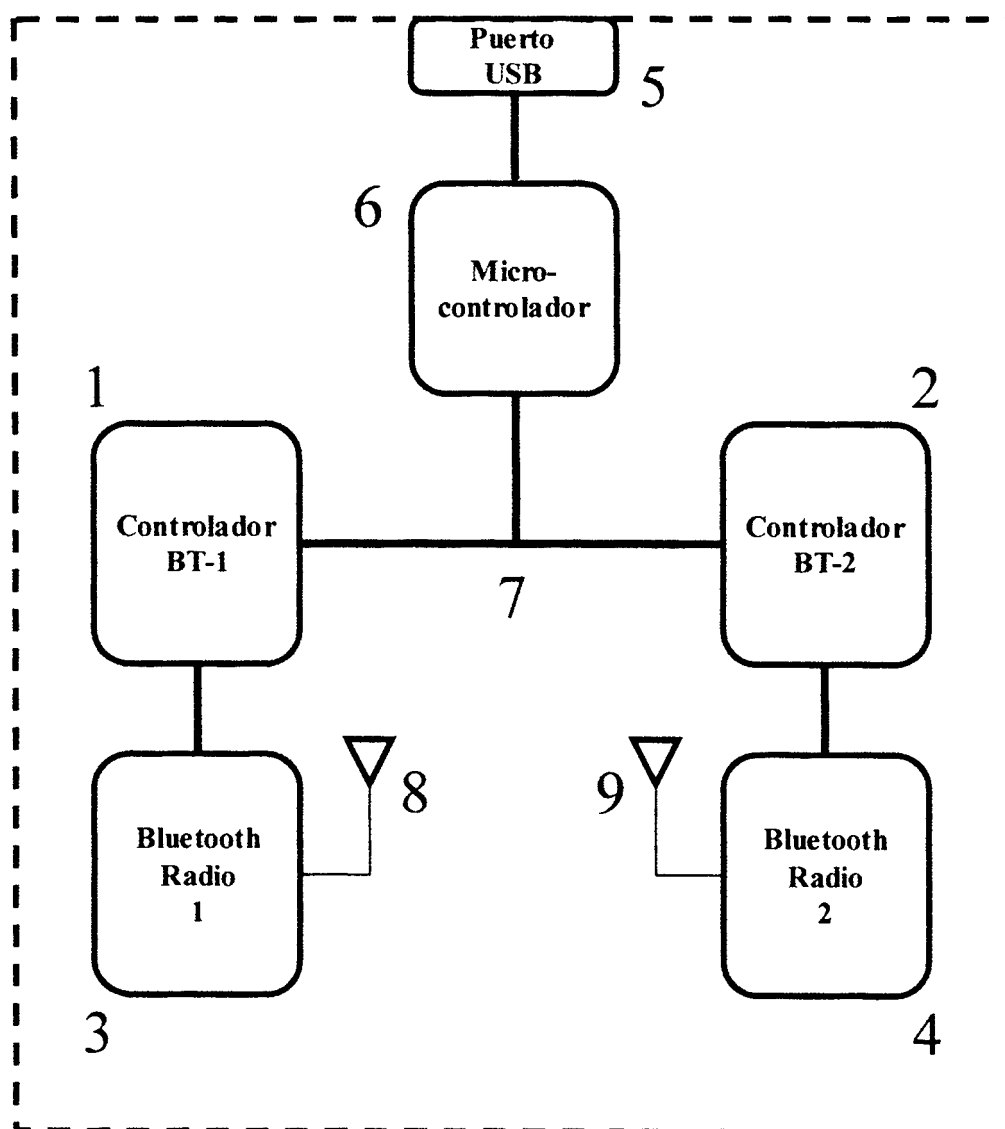 Puerto
USB
5
6
Micro-
controlador
1
2
Controlador
BT-1
Controlador
BT-2
7
8
9
Bluetooth
Radio
1
Bluetooth
Radio
2
3
4